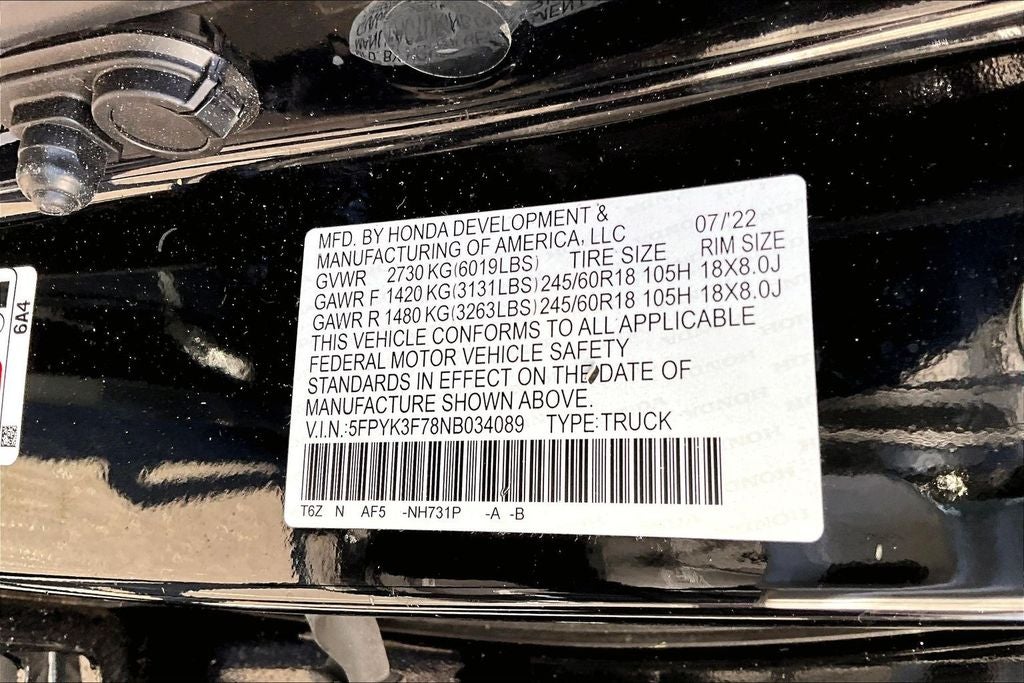 MFD. BY HONDA DEVELOPMENT &
MANUFACTURING OF AMERICA, LLC 07/'22
GVWR 2730 KG(6019LBS) TIRE SIZE RIM SIZE
GAWR F 1420 KG(3131LBS) 245/60R18 105H 18X8.0J
GAWR R 1480 KG(3263LBS) 245/60R18 105H 18X8.0J
THIS VEHICLE CONFORMS TO ALL APPLICABLE
FEDERAL MOTOR VEHICLE SAFETY
STANDARDS IN EFFECT ON THE DATE OF
MANUFACTURE SHOWN ABOVE.
V.I.N.:5FPYK3F78NB034089 TYPE:TRUCK
T6Z N AF5 -NH731P -A -B
6A4